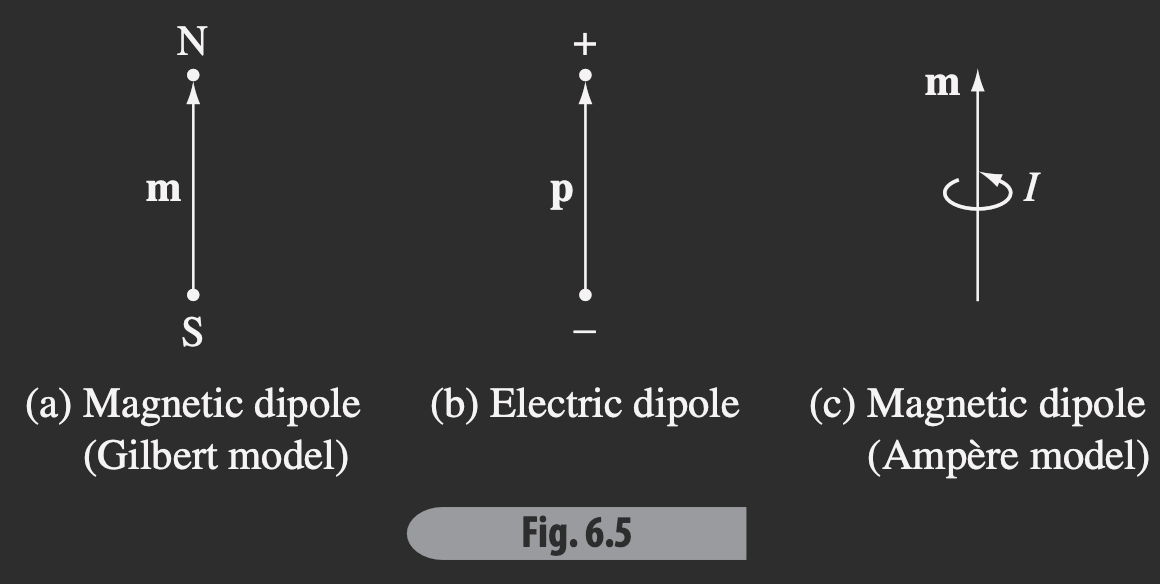 N
m
S
+
p
–
m
I
(a) Magnetic dipole
(Gilbert model)
(b) Electric dipole
(c) Magnetic dipole
(Ampère model)
Fig. 6.5